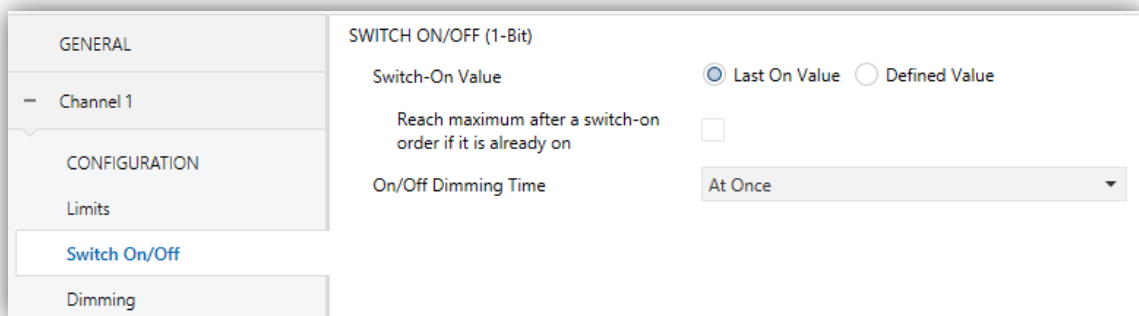 GENERAL
Channel 1
CONFIGURATION
Limits
Switch On/Off
Dimming
SWITCH ON/OFF (1-Bit)
Switch-On Value
Last On Value
Defined Value
Reach maximum after a switch-on
order if it is already on
On/Off Dimming Time
At Once